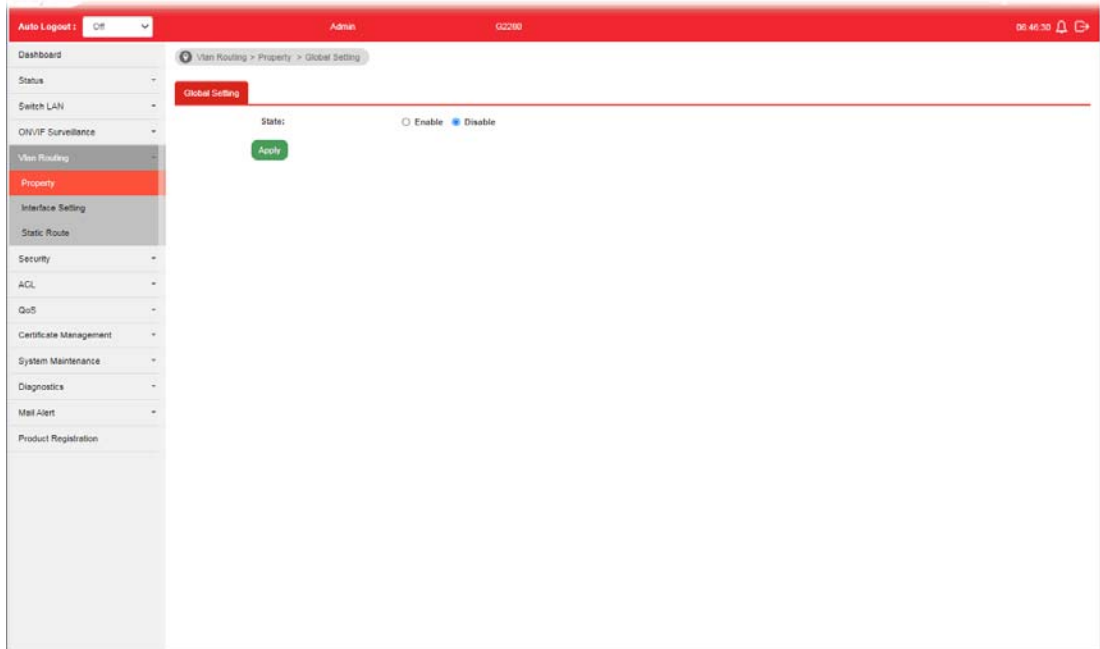 Auto Logout : Off Admin G2280 08:46:30
Vlan Routing > Property > Global Setting
Global Setting
State: Enable Disable
Apply
Dashboard
Status
Switch LAN
ONVIF Surveillance
Vlan Routing
Property
Interface Setting
Static Route
Security
ACL
QoS
Certificate Management
System Maintenance
Diagnostics
Mail Alert
Product Registration